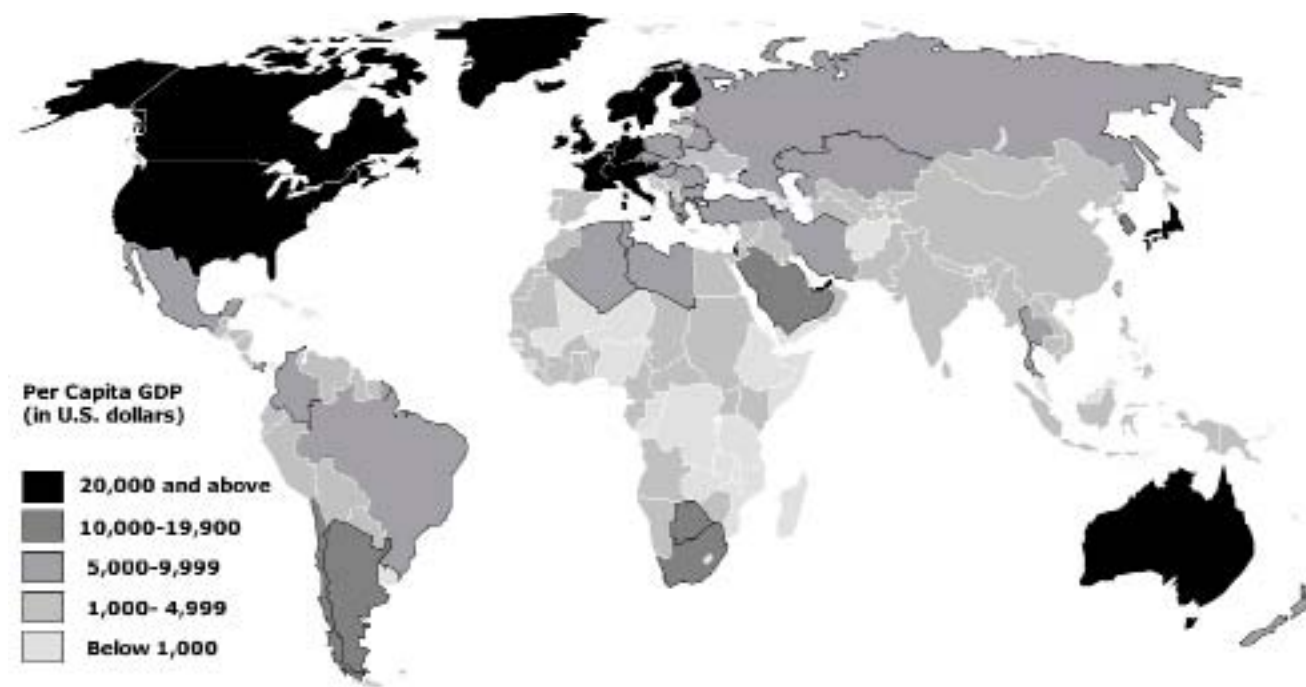 Per Capita GDP
(in U.S. dollars)
20,000 and above
10,000-19,900
5,000-9,999
1,000- 4,999
Below 1,000